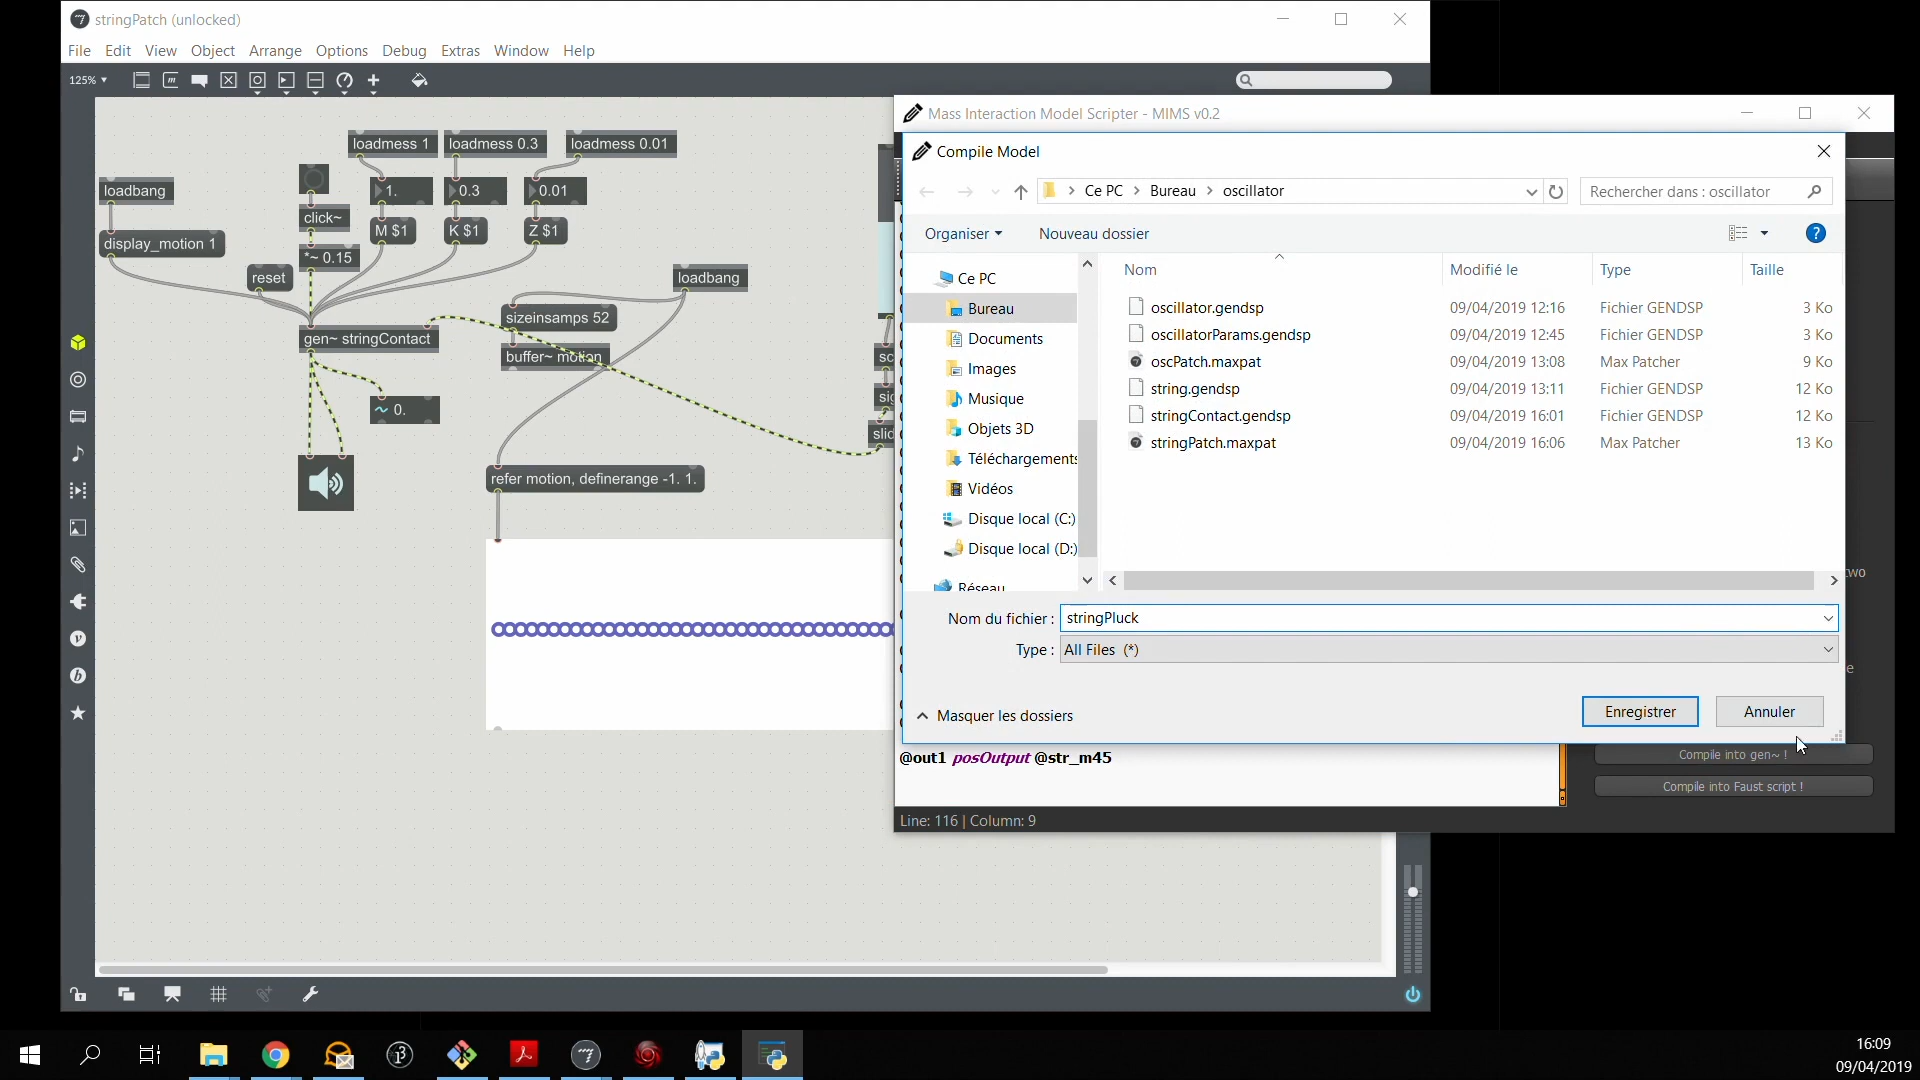 stringPatch (unlocked)
File Edit View Object Arrange Options Debug Extras Window Help
125%
loadmess 1 loadmess 0.3 loadmess 0.01
loadbang
1. 0.3 0.01
click~
M $1 K $1 Z $1
display_motion 1
*~ 0.15
reset
loadbang
sizeinsamps 52
gen~ stringContact
buffer~ motion
~ 0.
sc
sig
slid
refer motion, definerange -1. 1.
Mass Interaction Model Scripter - MIMS v0.2
Compile Model
Ce PC > Bureau > oscillator
Rechercher dans : oscillator
Organiser
Nouveau dossier
Nom Modifié le Type Taille
Ce PC
Bureau
Documents
Images
Musique
Objets 3D
Téléchargements
Vidéos
Disque local (C:)
Disque local (D:)
Réseau
oscillator.gendsp 09/04/2019 12:16 Fichier GENDSP 3 Ko
oscillatorParams.gendsp 09/04/2019 12:45 Fichier GENDSP 3 Ko
oscPatch.maxpat 09/04/2019 13:08 Max Patcher 9 Ko
string.gendsp 09/04/2019 13:11 Fichier GENDSP 12 Ko
stringContact.gendsp 09/04/2019 16:01 Fichier GENDSP 12 Ko
stringPatch.maxpat 09/04/2019 16:06 Max Patcher 13 Ko
Nom du fichier : stringPluck
Type : All Files (*)
Masquer les dossiers
Enregistrer Annuler
@out1 posOutput @str_m45
Compile into gen~ !
Compile into Faust script !
Line: 116 | Column: 9
16:09
09/04/2019